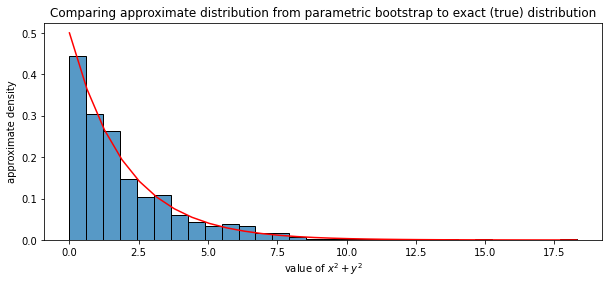 Comparing approximate distribution from parametric bootstrap to exact (true) distribution
approximate density
0.5
0.4
0.3
0.2
0.1
0.0
0.0 2.5 5.0 7.5 10.0 12.5 15.0 17.5
value of x² + y²